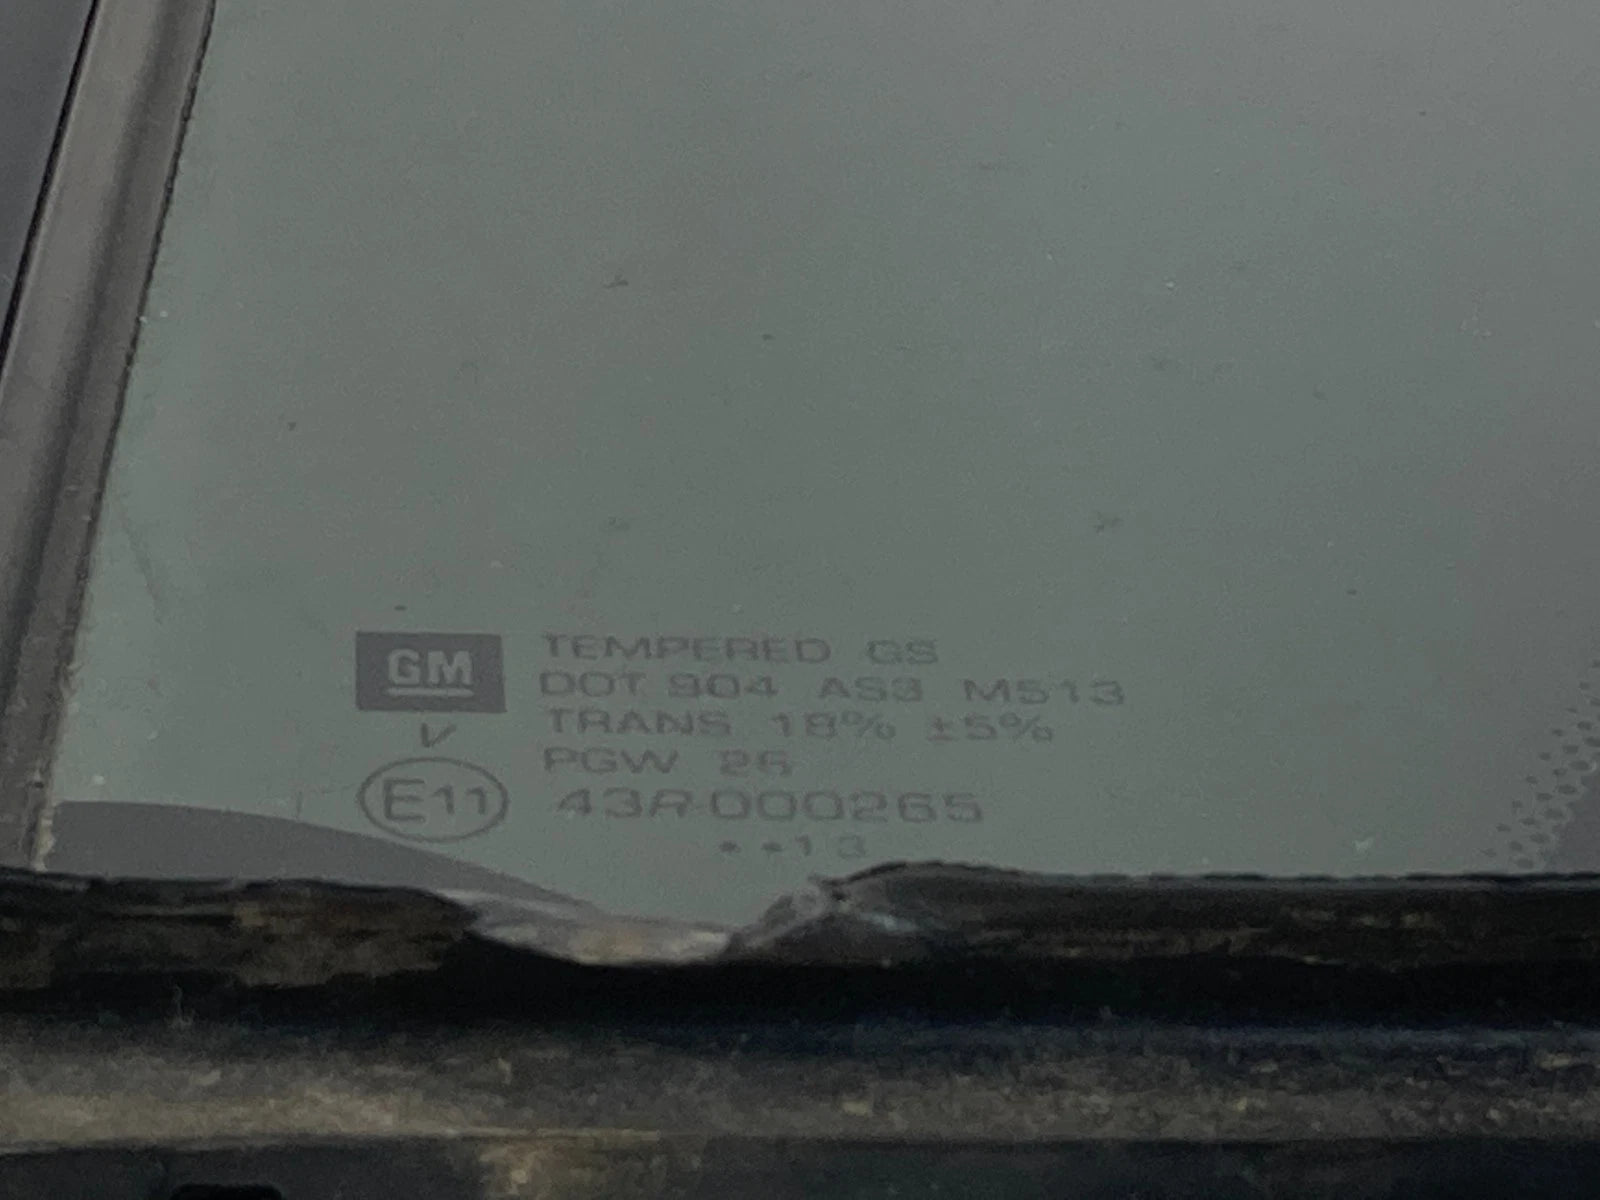 GM
TEMPERED GS
DOT 904 AS3 M513
TRANS 18% ±5%
V
PGW 26
E11 43R-000265
• •13